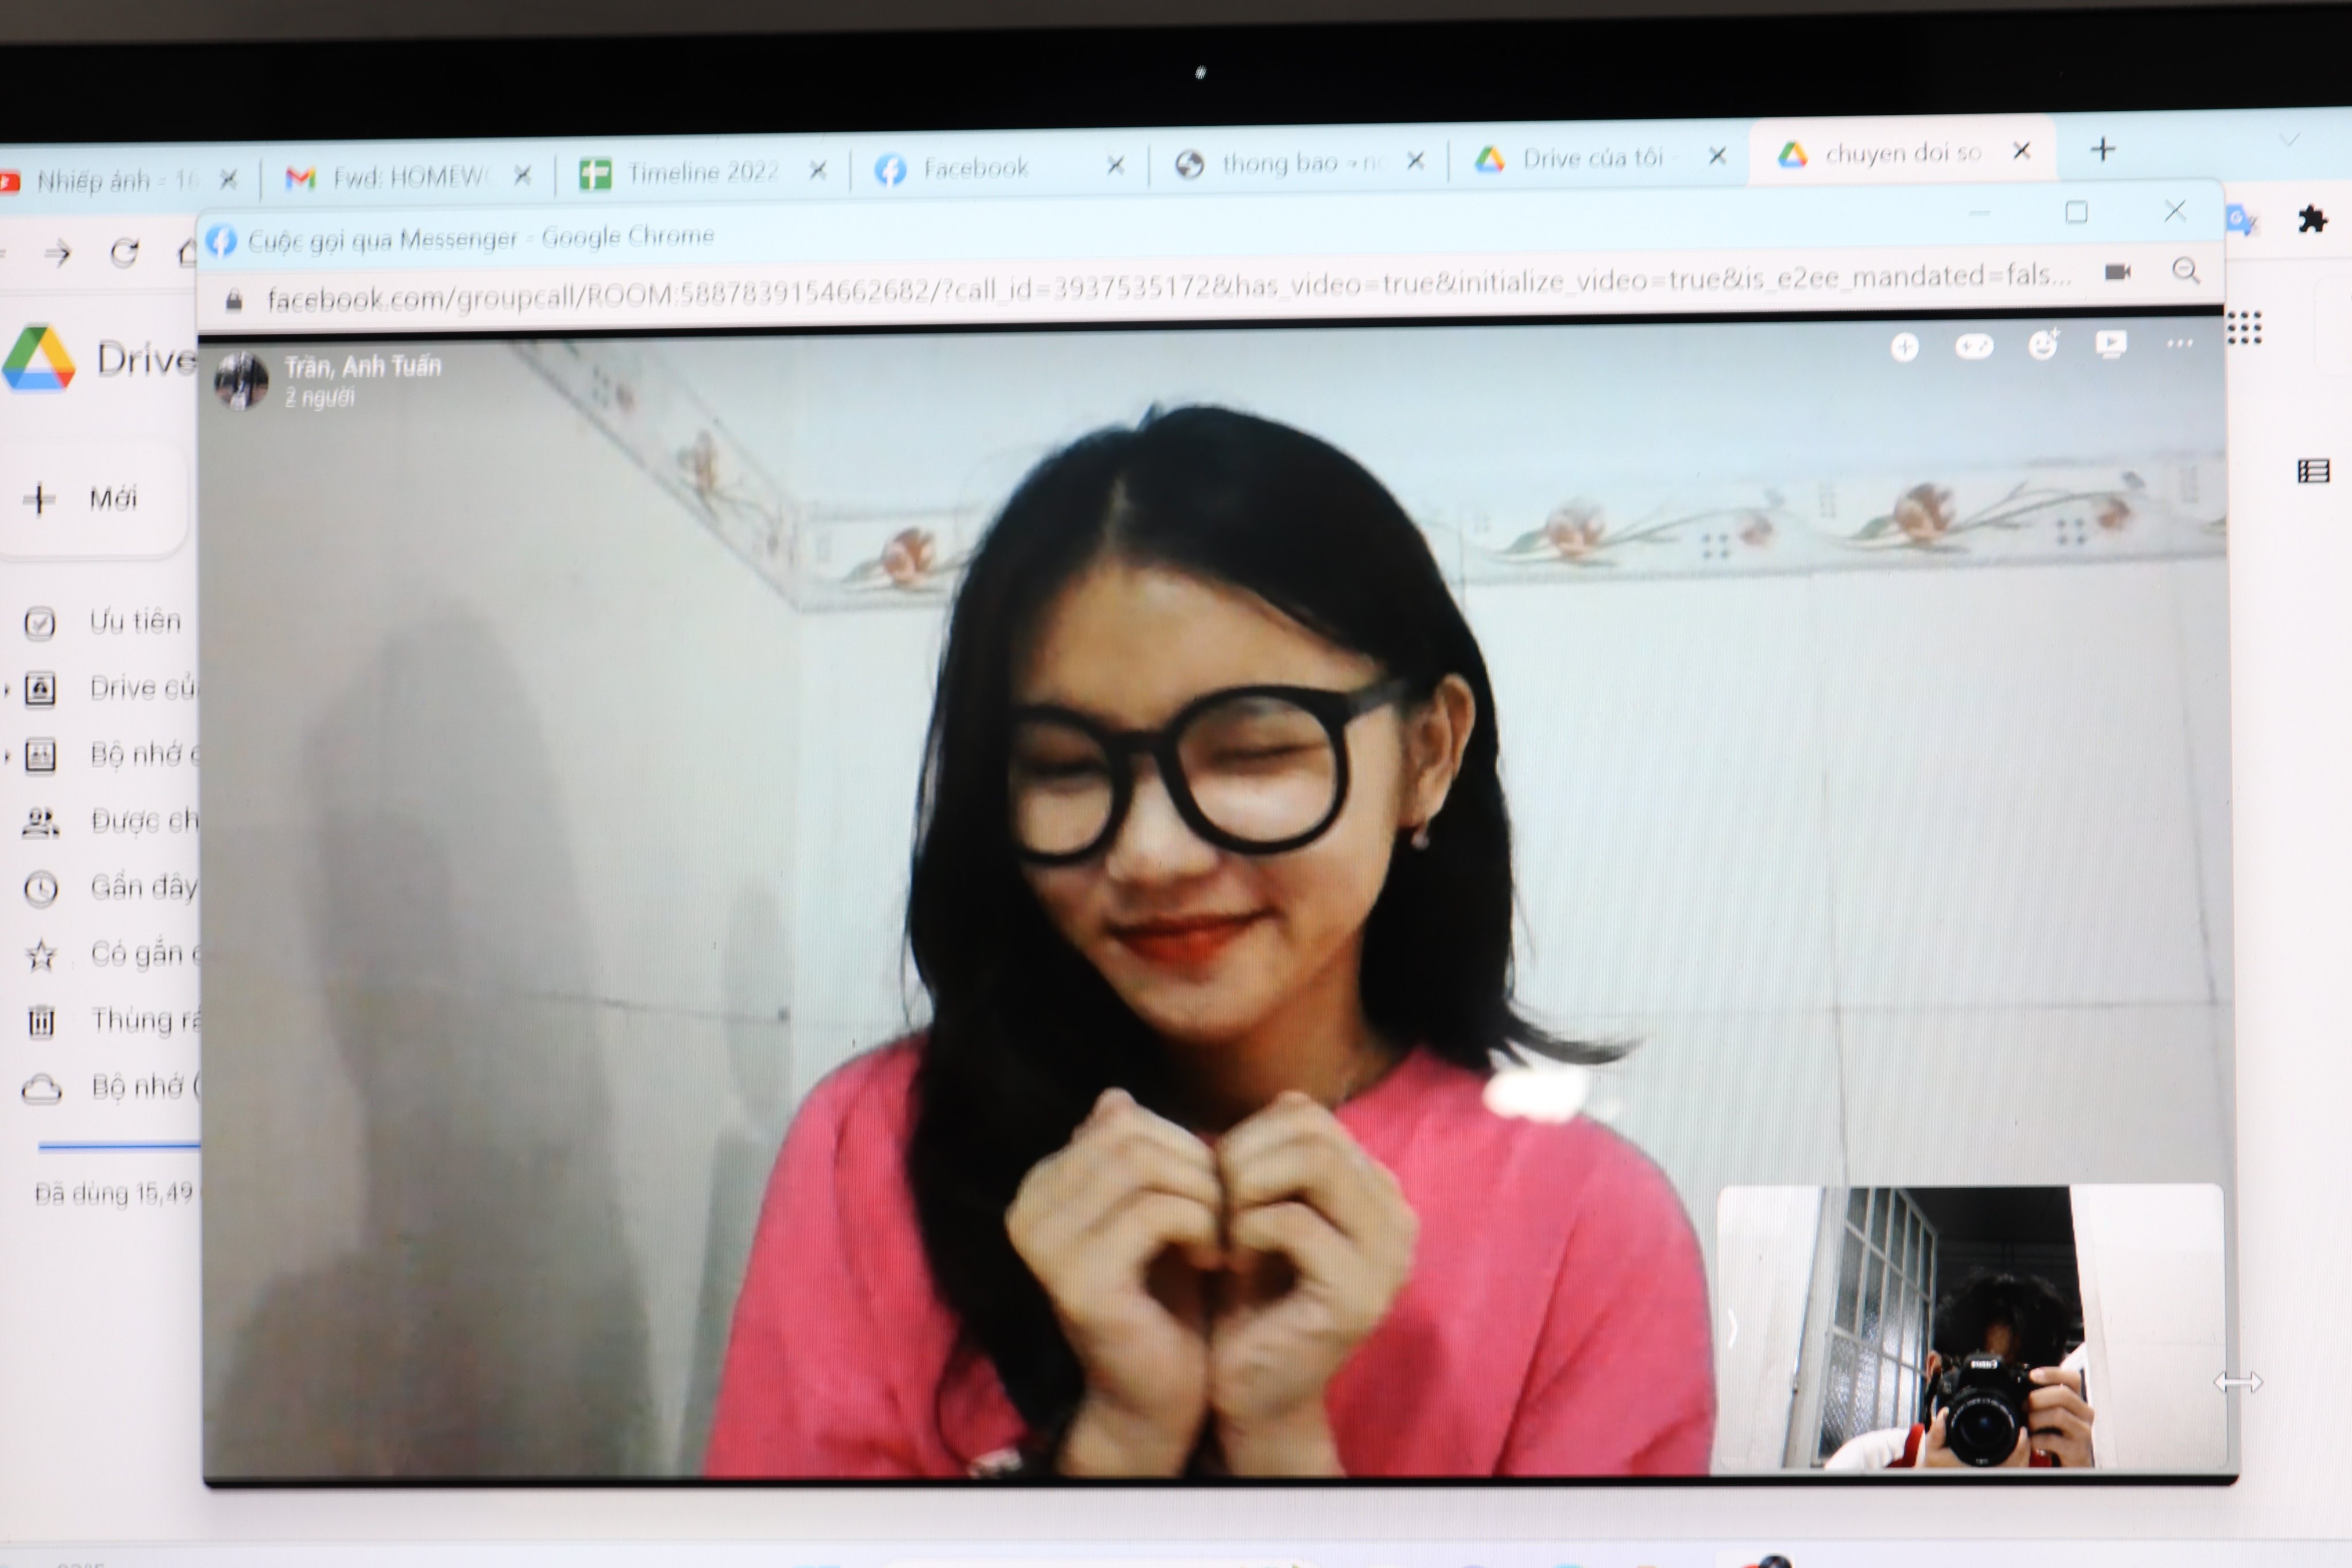 Nhiếp ảnh - 16
Fwd: HOMEW
Timeline 2022
Facebook
thong bao - n
Drive của tôi -
chuyen doi so
Cuộc gọi qua Messenger - Google Chrome
facebook.com/groupcall/ROOM:5887839154662682/?call_id=3937535172&has_video=true&initialize_video=true&is_e2ee_mandated=fals...
Drive
Trần, Anh Tuấn
2 người
Mới
Ưu tiên
Drive củ
Bộ nhớ
Được ch
Gần đây
Có gắn
Thùng rá
Bộ nhớ (
Đã dùng 15,49